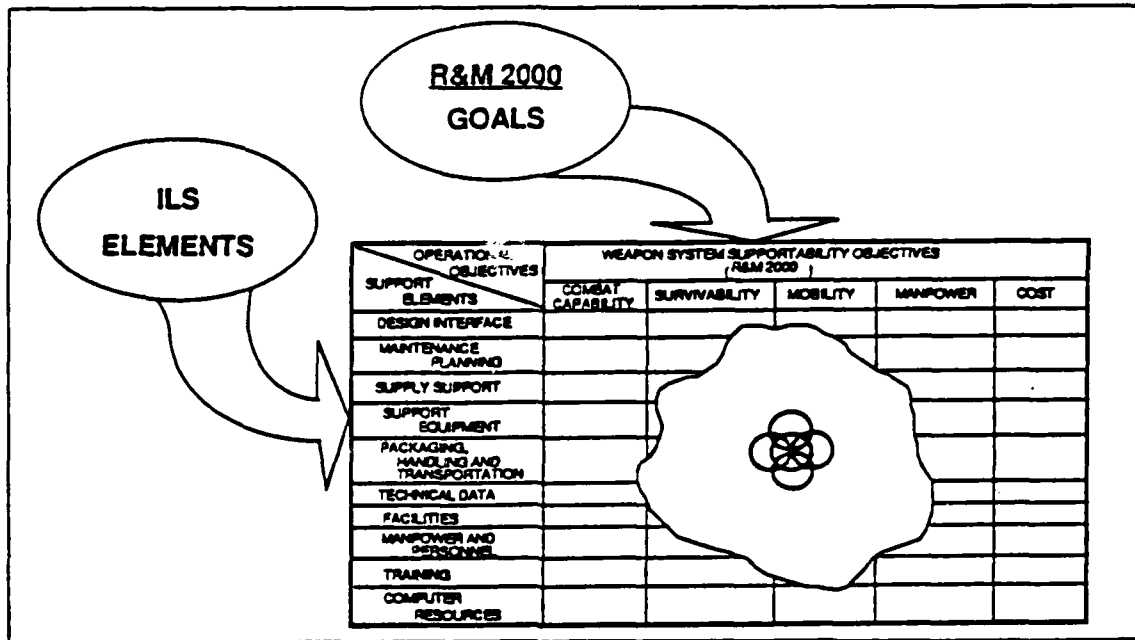 R&M 2000
GOALS
ILS
ELEMENTS
OPERATIONAL
OBJECTIVES
SUPPORT
ELEMENTS
WEAPON SYSTEM SUPPORTABILITY OBJECTIVES
( R&M 2000 )
COMBAT
CAPABILITY
SURVIVABILITY
MOBILITY
MANPOWER
COST
DESIGN INTERFACE
MAINTENANCE
PLANNING
SUPPLY SUPPORT
SUPPORT
EQUIPMENT
PACKAGING,
HANDLING AND
TRANSPORTATION
TECHNICAL DATA
FACILITIES
MANPOWER AND
PERSONNEL
TRAINING
COMPUTER
RESOURCES